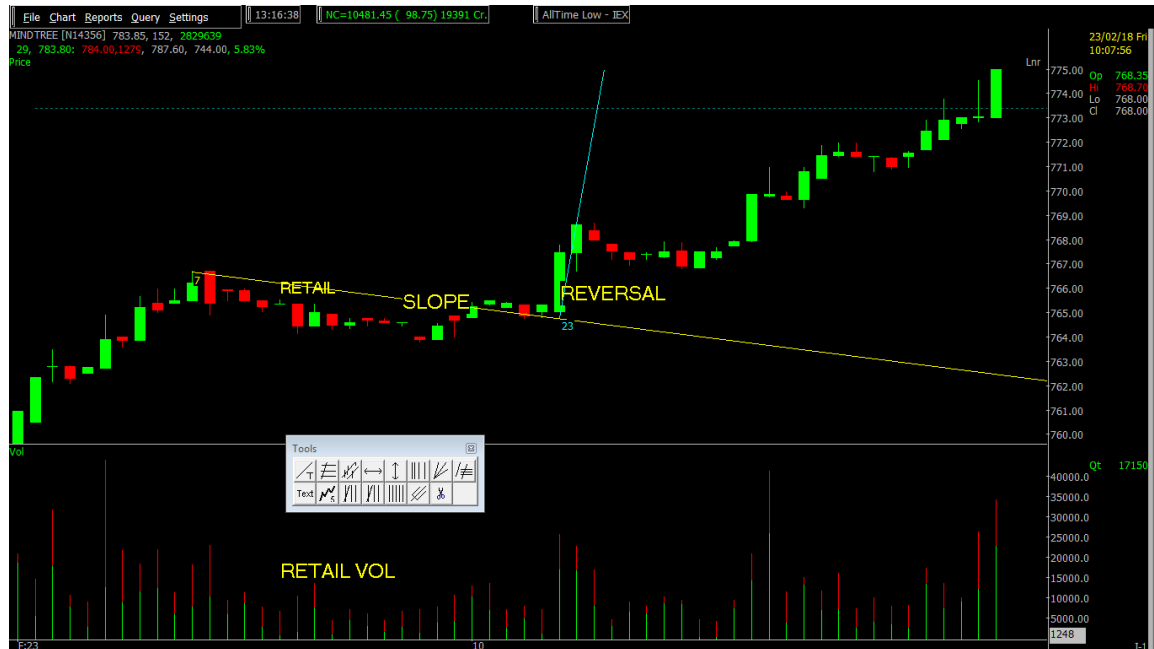 File Chart Reports Query Settings 13:16:38 NC=10481.45 ( 98.75) 19391 Cr. AllTime Low - IEX
MINDTREE [N14356] 783.85, 152, 2829639
29, 783.80: 784.00,1279, 787.60, 744.00, 5.83%
Price
Lnr
23/02/18 Fri
10:07:56
Op 768.35
Hi 768.70
Lo 768.00
Cl 768.00
775.00
774.00
773.00
772.00
771.00
770.00
769.00
768.00
767.00
766.00
765.00
764.00
763.00
762.00
761.00
760.00
7
RETAIL
SLOPE
REVERSAL
23
Vol
Tools
Text
5
RETAIL VOL
Qt 17150
40000.0
35000.0
30000.0
25000.0
20000.0
15000.0
10000.0
5000.00
1248
F:23 10 I-1